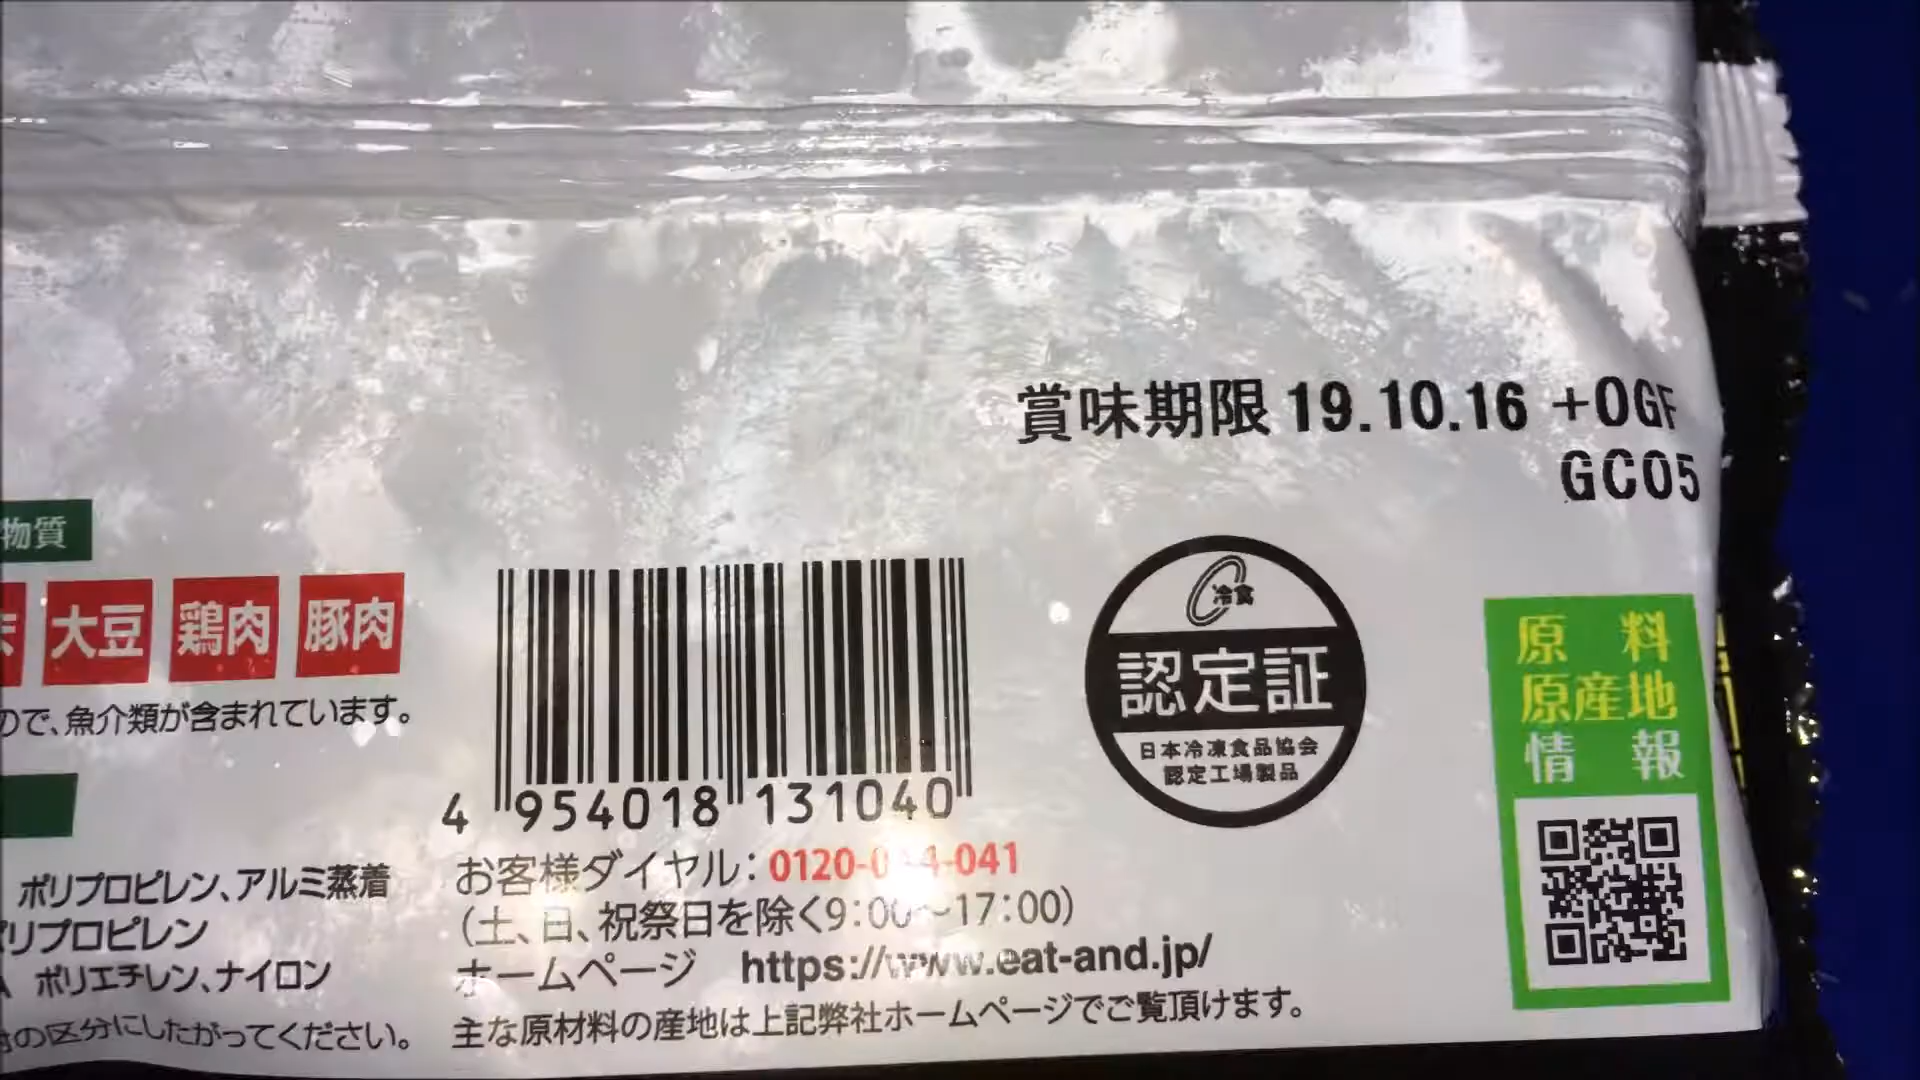 賞味期限 19.10.16 +OGF
GC05
物質
大豆 鶏肉 豚肉
ので、魚介類が含まれています。
4 954018 131040
冷食
認定証
日本冷凍食品協会
認定工場製品
原料
原産地
情報
お客様ダイヤル:
(土、日、祝祭日を除く9:00~17:00)
ホームページ https://www.eat-and.jp/
主な原材料の産地は上記弊社ホームページでご覧頂けます。
ポリプロピレン、アルミ蒸着
リプロピレン
ポリエチレン、ナイロン
の区分にしたがってください。